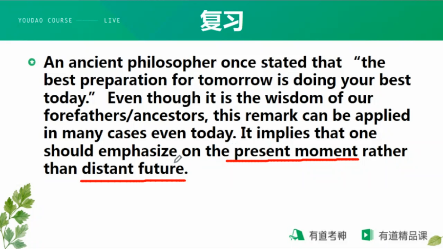 YOUDAO COURSE LIVE
复习
An ancient philosopher once stated that “the
best preparation for tomorrow is doing your best
today.” Even though it is the wisdom of our
forefathers/ancestors, this remark can be applied
in many cases even today. It implies that one
should emphasize on the present moment rather
than distant future.
有道考神 有道精品课